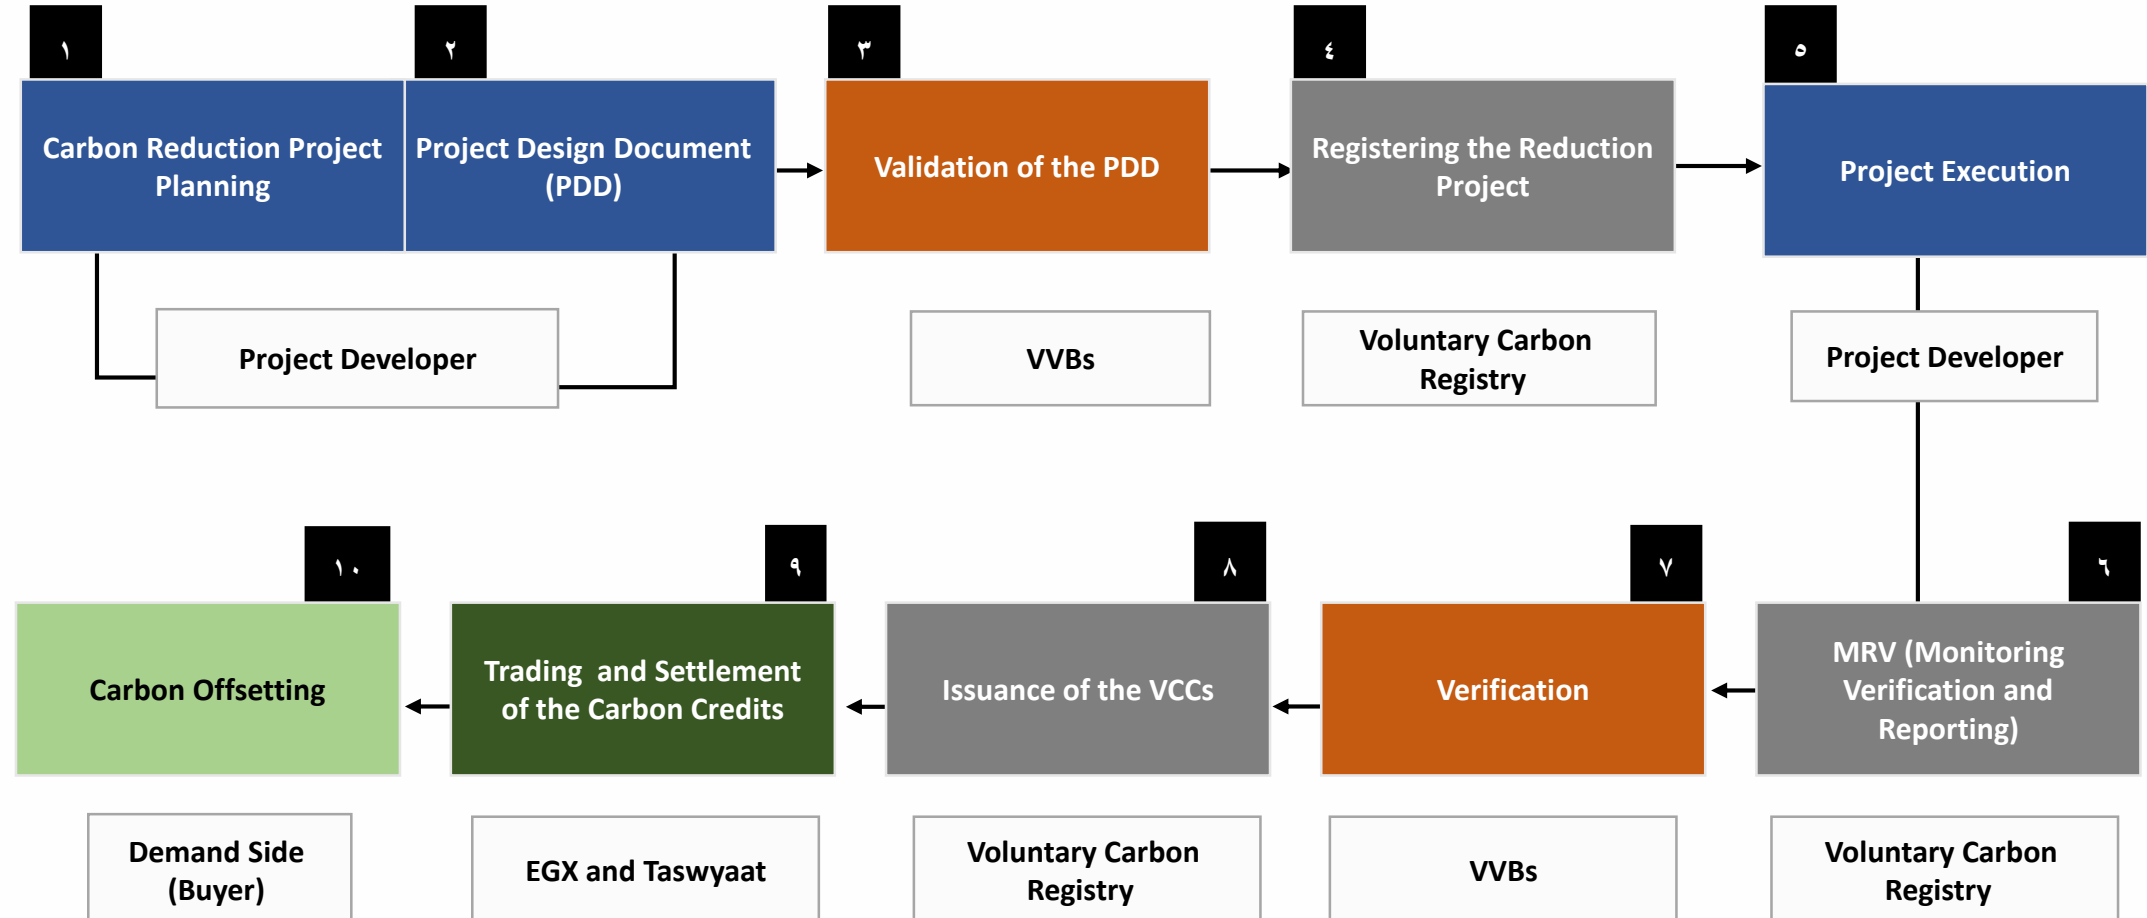 ١
٢
٣
٤
٥
Carbon Reduction Project
Planning
Project Design Document
(PDD)
Validation of the PDD
Registering the Reduction
Project
Project Execution
Project Developer
VVBs
Voluntary Carbon
Registry
Project Developer
١٠
٩
٨
٧
٦
Carbon Offsetting
Trading and Settlement
of the Carbon Credits
Issuance of the VCCs
Verification
MRV (Monitoring
Verification and
Reporting)
Demand Side
(Buyer)
EGX and Taswyaat
Voluntary Carbon
Registry
VVBs
Voluntary Carbon
Registry